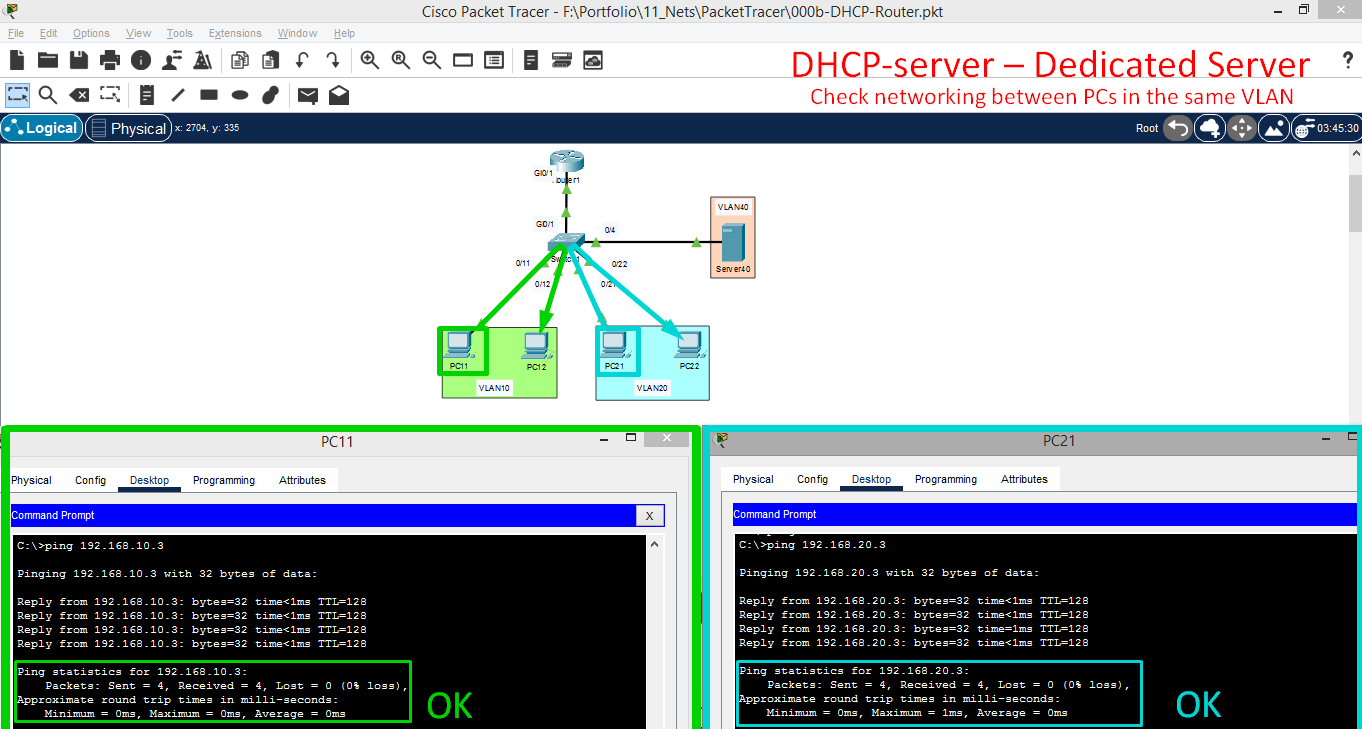 Cisco Packet Tracer - F:\Portfolio\11_Nets\PacketTracer\000b-DHCP-Router.pkt
File Edit Options View Tools Extensions Window Help
DHCP-server – Dedicated Server
?
Check networking between PCs in the same VLAN
Logical Physical x: 2704, y: 335 Root 03:45:30
Gi0/1
Gi0/1
0/4
VLAN40
Server40
0/11
0/22
0/12
0/21
PC11
PC12
PC21
PC22
VLAN10
VLAN20
PC11
Physical Config Desktop Programming Attributes
Command Prompt X
C:\>ping 192.168.10.3
Pinging 192.168.10.3 with 32 bytes of data:
Reply from 192.168.10.3: bytes=32 time<1ms TTL=128
Reply from 192.168.10.3: bytes=32 time<1ms TTL=128
Reply from 192.168.10.3: bytes=32 time<1ms TTL=128
Reply from 192.168.10.3: bytes=32 time<1ms TTL=128
Ping statistics for 192.168.10.3:
Packets: Sent = 4, Received = 4, Lost = 0 (0% loss),
Approximate round trip times in milli-seconds:
Minimum = 0ms, Maximum = 0ms, Average = 0ms
OK
PC21
Physical Config Desktop Programming Attributes
Command Prompt
C:\>ping 192.168.20.3
Pinging 192.168.20.3 with 32 bytes of data:
Reply from 192.168.20.3: bytes=32 time<1ms TTL=128
Reply from 192.168.20.3: bytes=32 time<1ms TTL=128
Reply from 192.168.20.3: bytes=32 time=1ms TTL=128
Reply from 192.168.20.3: bytes=32 time<1ms TTL=128
Ping statistics for 192.168.20.3:
Packets: Sent = 4, Received = 4, Lost = 0 (0% loss),
Approximate round trip times in milli-seconds:
Minimum = 0ms, Maximum = 1ms, Average = 0ms
OK